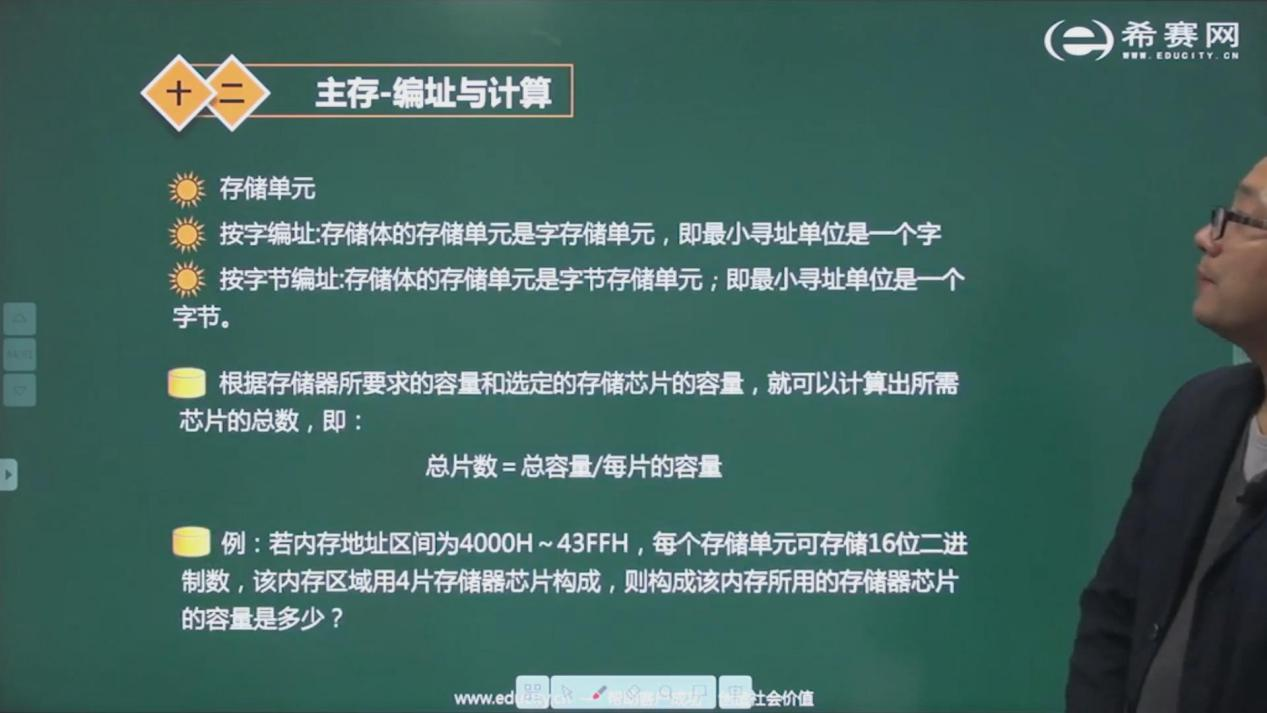 希赛网
WWW.EDUCITY.CN
十二
主存-编址与计算
存储单元
按字编址:存储体的存储单元是字存储单元，即最小寻址单位是一个字
按字节编址:存储体的存储单元是字节存储单元；即最小寻址单位是一个
字节。
根据存储器所要求的容量和选定的存储芯片的容量，就可以计算出所需
芯片的总数，即：
总片数=总容量/每片的容量
例：若内存地址区间为4000H～43FFH，每个存储单元可存储16位二进
制数，该内存区域用4片存储器芯片构成，则构成该内存所用的存储器芯片
的容量是多少？
社会价值